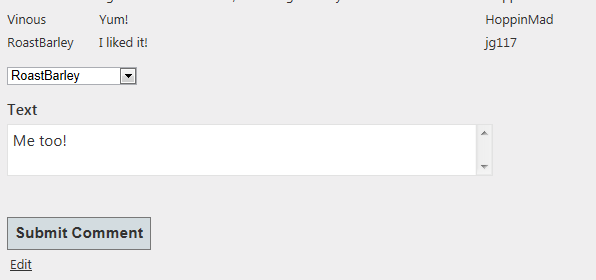 Vinous Yum! HoppinMad
RoastBarley I liked it! jg117
RoastBarley
Text
Me too!
Submit Comment
Edit